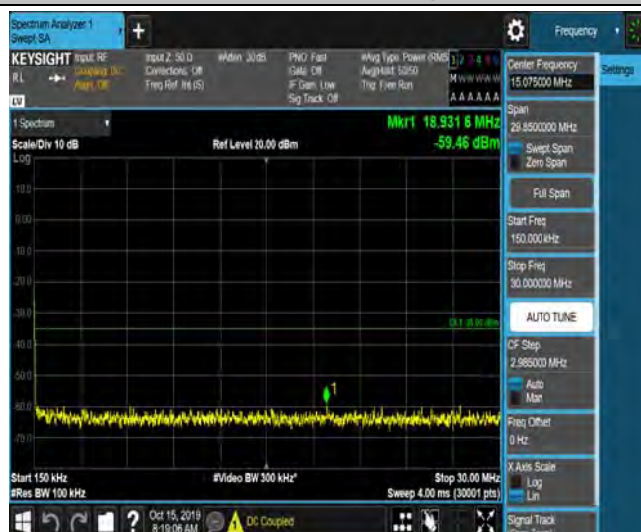 Spectrum Analyzer 1
Swept SA
Frequency
KEYSIGHT
Input: RF
Coupling: DC
Align: Off
Input Z: 50 Ω
Corrections: Off
Freq Ref: Int (S)
#Atten: 30 dB
PNO: Fast
Gate: Off
IF Gain: Low
Sig Track: Off
#Avg Type: Power (RMS)
Avg|Hold: 50/50
Trig: Free Run
1 2 3 4 5 6
M W W W W W
A A A A A A
RL
LXI
1 Spectrum
Scale/Div 10 dB
Log
Ref Level 20.00 dBm
Mkr1 18.931 6 MHz
-59.46 dBm
10.0
0.00
-10.0
-20.0
-40.0
-50.0
-60.0
-70.0
1
Start 150 kHz
#Res BW 100 kHz
#Video BW 300 kHz*
Stop 30.00 MHz
Sweep 4.00 ms (30001 pts)
Oct 15, 2019
8:19:06 AM
DC Coupled
Center Frequency
15.075000 MHz
Settings
Span
29.8500000 MHz
Swept Span
Zero Span
Full Span
Start Freq
150.000 kHz
Stop Freq
30.000000 MHz
AUTO TUNE
CF Step
2.985000 MHz
Auto
Man
Freq Offset
0 Hz
X Axis Scale
Log
Lin
Signal Track